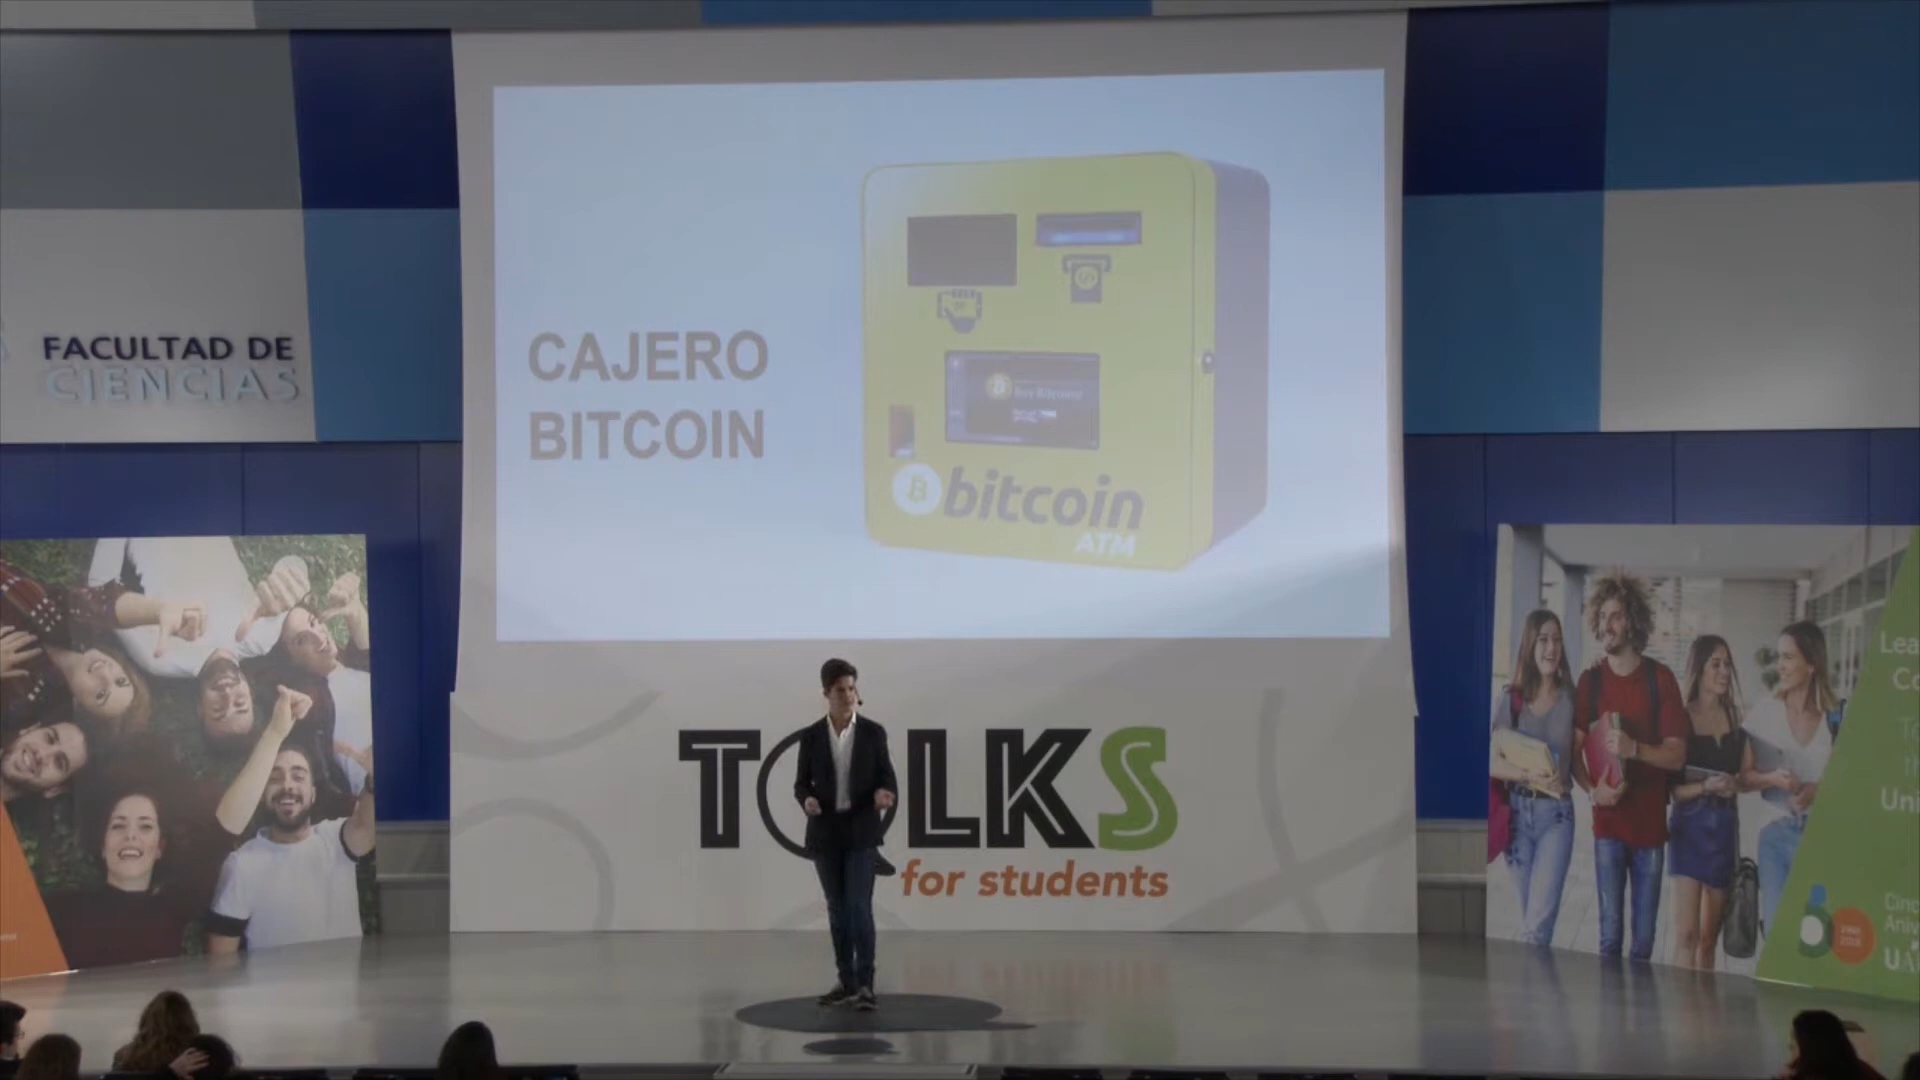 FACULTAD DE
CIENCIAS
CAJERO
BITCOIN
bitcoin
ATM
TALKS
for students